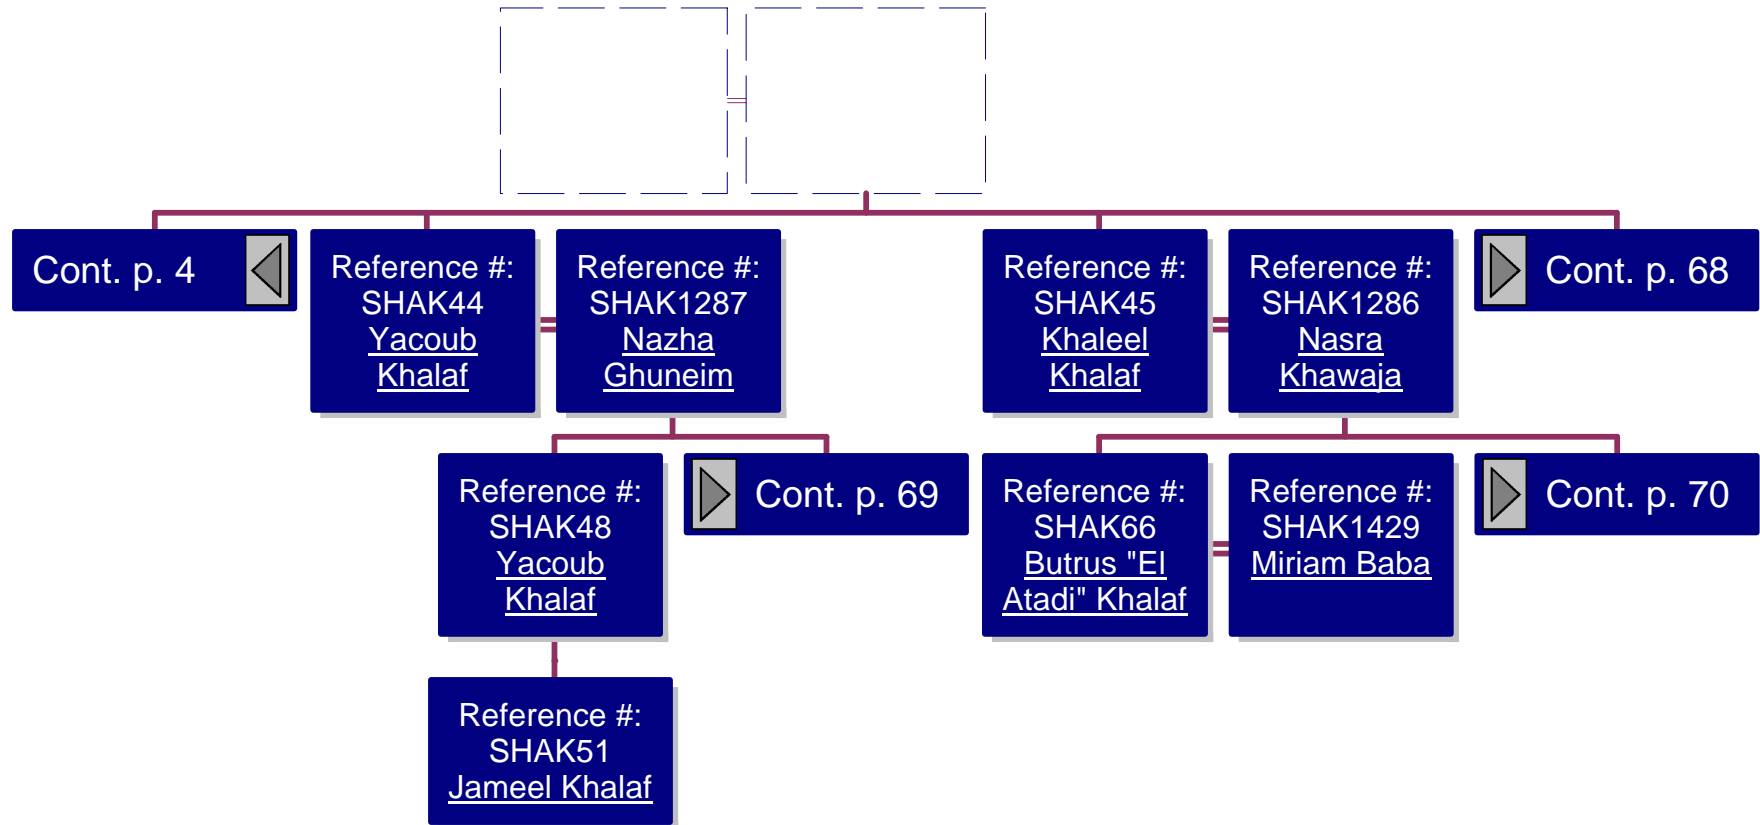 Cont. p. 4
Reference #:
SHAK44
Yacoub
Khalaf
Reference #:
SHAK1287
Nazha
Ghuneim
Reference #:
SHAK45
Khaleel
Khalaf
Reference #:
SHAK1286
Nasra
Khawaja
Cont. p. 68
Reference #:
SHAK48
Yacoub
Khalaf
Cont. p. 69
Reference #:
SHAK66
Butrus "El
Atadi" Khalaf
Reference #:
SHAK1429
Miriam Baba
Cont. p. 70
Reference #:
SHAK51
Jameel Khalaf